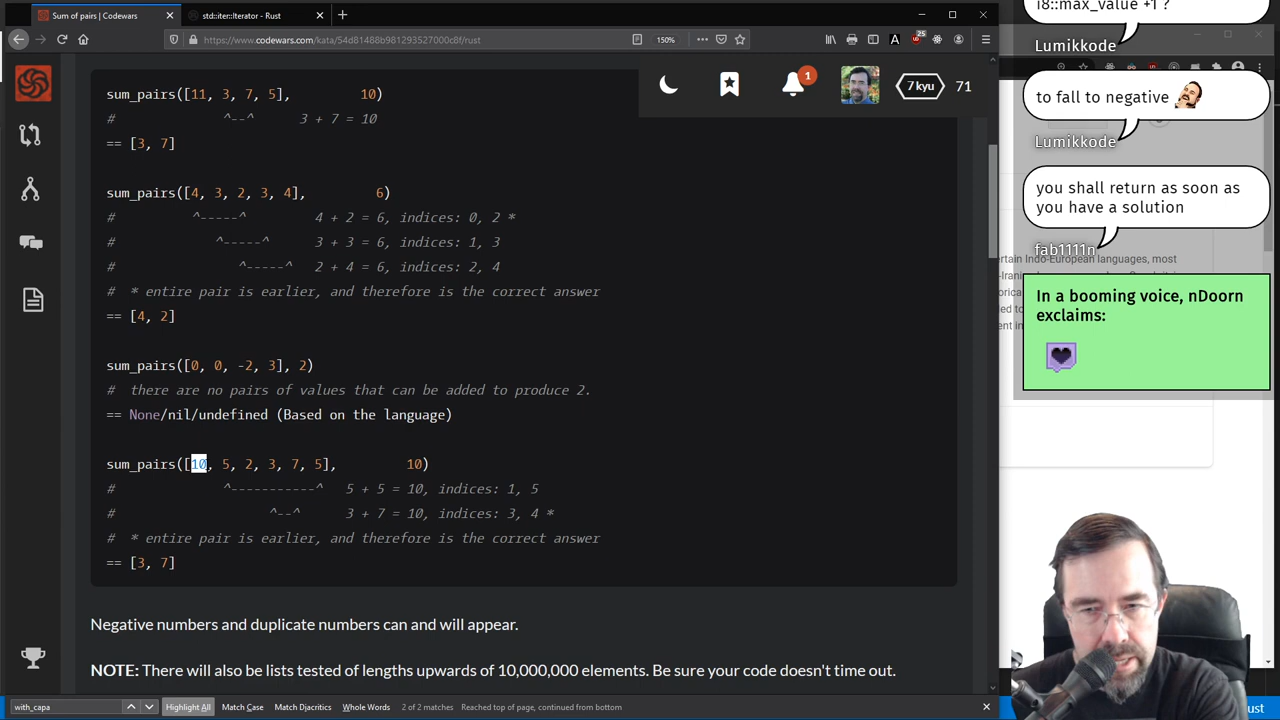 Sum of pairs | Codewars
std::iter::Iterator - Rust
https://www.codewars.com/kata/54d81488b981293527000c8f/rust
150%
25
sum_pairs([11, 3, 7, 5], 10)
# ^--^ 3 + 7 = 10
== [3, 7]
1
7 kyu
71
sum_pairs([4, 3, 2, 3, 4], 6)
# ^-----^ 4 + 2 = 6, indices: 0, 2 *
# ^-----^ 3 + 3 = 6, indices: 1, 3
# ^-----^ 2 + 4 = 6, indices: 2, 4
# * entire pair is earlier, and therefore is the correct answer
== [4, 2]
sum_pairs([0, 0, -2, 3], 2)
# there are no pairs of values that can be added to produce 2.
== None/nil/undefined (Based on the language)
sum_pairs([10, 5, 2, 3, 7, 5], 10)
# ^-----------^ 5 + 5 = 10, indices: 1, 5
# ^--^ 3 + 7 = 10, indices: 3, 4 *
# * entire pair is earlier, and therefore is the correct answer
== [3, 7]
Negative numbers and duplicate numbers can and will appear.
NOTE: There will also be lists tested of lengths upwards of 10,000,000 elements. Be sure your code doesn't time out.
with_capa
Highlight All
Match Case
Match Diacritics
Whole Words
2 of 2 matches
Reached top of page, continued from bottom
i8::max_value +1 ?
Lumikkode
to fall to negative
Lumikkode
you shall return as soon as
you have a solution
fab1111n
ertain Indo-European languages, most
In a booming voice, nDoorn
exclaims:
ust